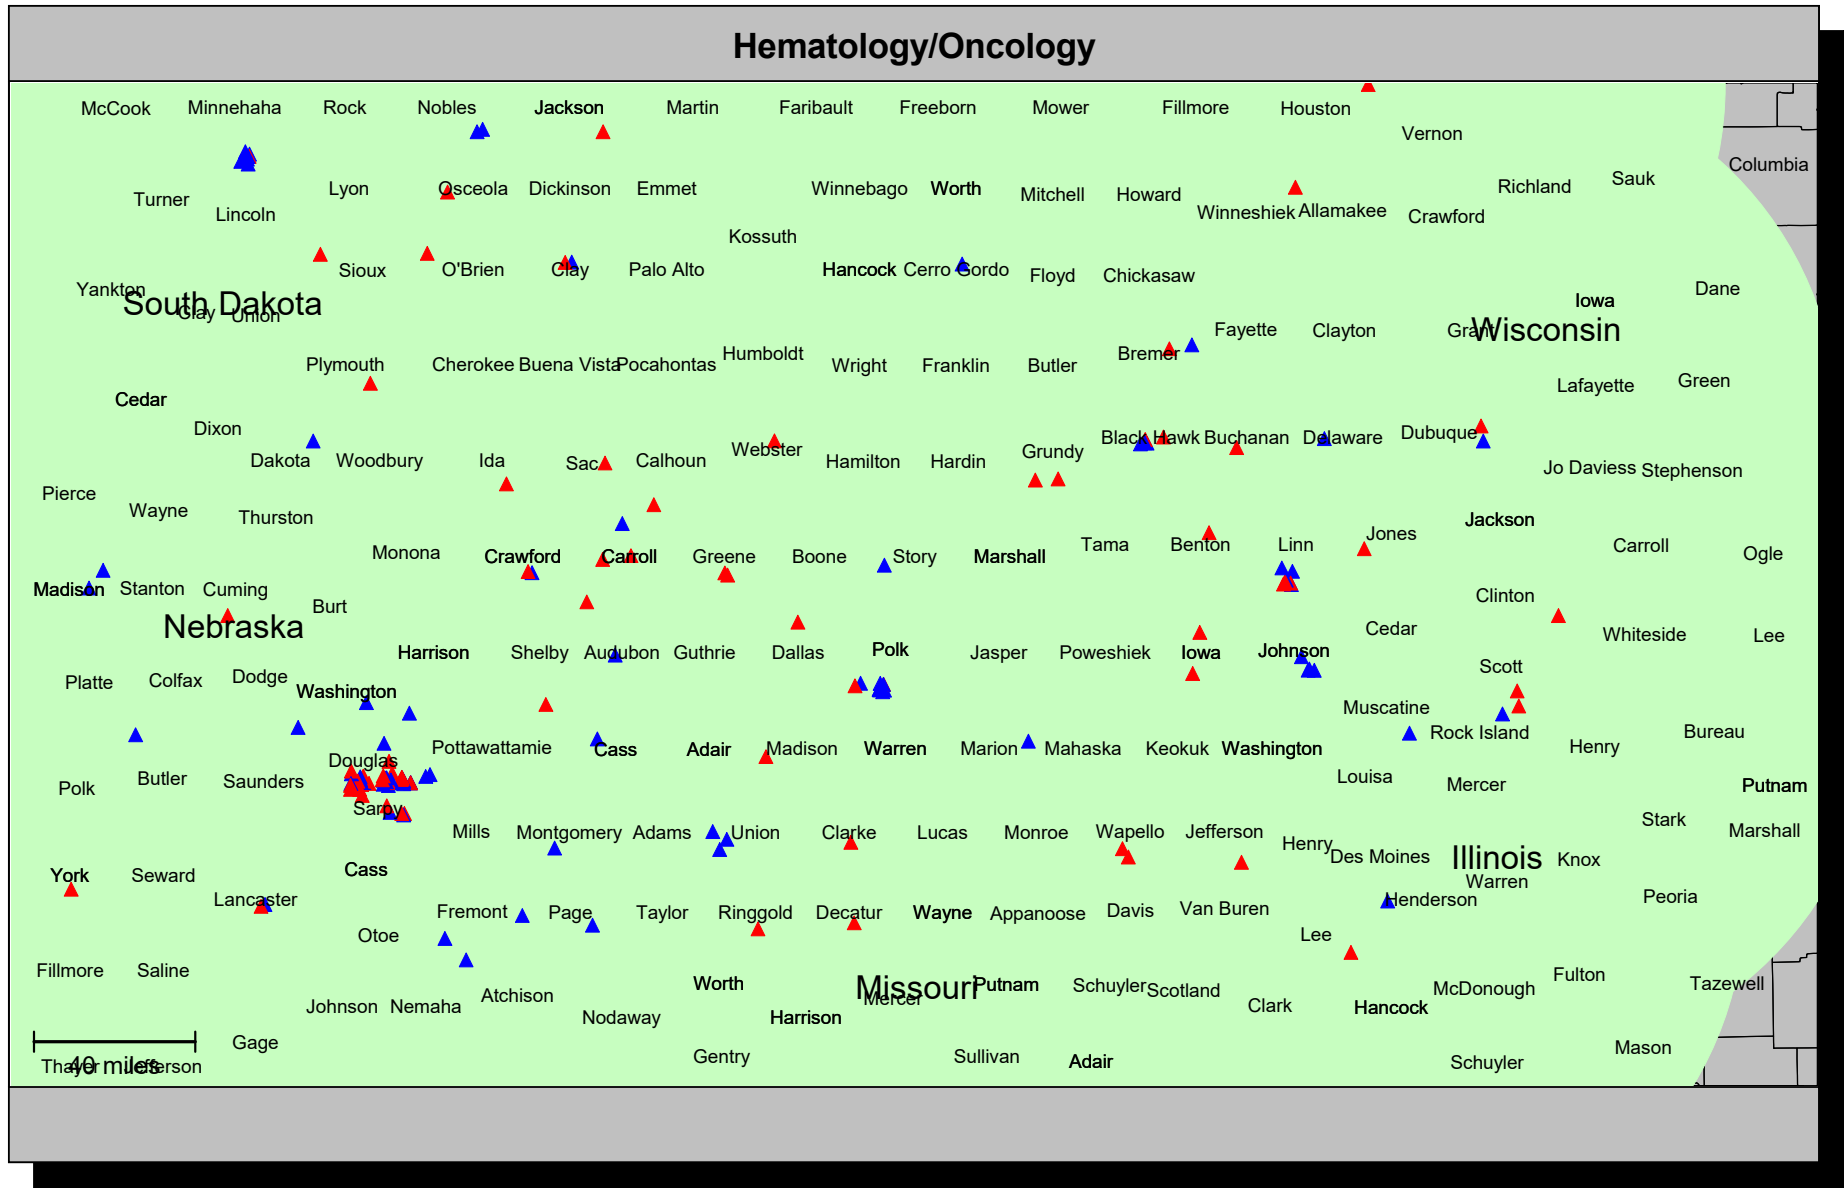 Hematology/Oncology
McCook Minnehaha Rock Nobles Jackson Martin Faribault Freeborn Mower Fillmore Houston
Vernon
Columbia
Turner Lyon Osceola Dickinson Emmet Winnebago Worth Mitchell Howard Richland Sauk
Lincoln Winneshiek Allamakee Crawford
Kossuth
Sioux O'Brien Clay Palo Alto Hancock Cerro Gordo Floyd Chickasaw
Yankton Iowa Dane
South Dakota
Clay Union
Fayette Clayton Grant Wisconsin
Plymouth Cherokee Buena Vista Pocahontas Humboldt Wright Franklin Butler Bremer
Lafayette Green
Cedar
Dixon Black Hawk Buchanan Delaware Dubuque
Dakota Woodbury Ida Sac Calhoun Webster Hamilton Hardin Grundy
Jo Daviess Stephenson
Pierce
Wayne Thurston Jackson
Monona Crawford Carroll Greene Boone Story Marshall Tama Benton Linn Jones Carroll Ogle
Madison Stanton Cuming Clinton
Burt
Nebraska Cedar Whiteside Lee
Harrison Shelby Audubon Guthrie Dallas Polk Jasper Poweshiek Iowa Johnson
Platte Colfax Dodge Scott
Washington Muscatine
Pottawattamie Cass Adair Madison Warren Marion Mahaska Keokuk Washington Rock Island Henry Bureau
Douglas
Polk Butler Saunders Louisa Mercer Putnam
Sarpy
Mills Montgomery Adams Union Clarke Lucas Monroe Wapello Jefferson Stark Marshall
Henry Des Moines Illinois Knox
York Seward Cass Warren
Lancaster Henderson Peoria
Fremont Page Taylor Ringgold Decatur Wayne Appanoose Davis Van Buren
Otoe Lee
Fillmore Saline Fulton
Worth Missouri Putnam Schuyler Scotland McDonough Tazewell
Atchison Mercer
Johnson Nemaha Nodaway Harrison Clark Hancock
Gage
Gentry Sullivan Adair Schuyler Mason
Thayer Jefferson
40 miles